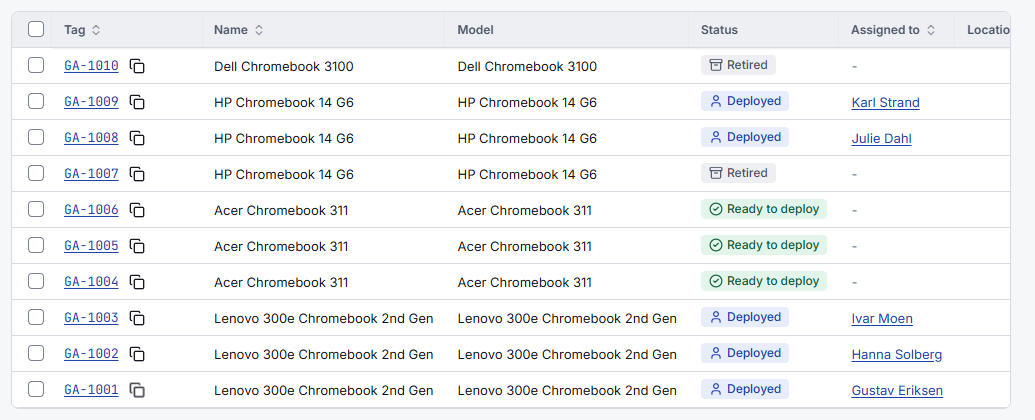 Tag Name Model Status Assigned to Locatio
GA-1010 Dell Chromebook 3100 Dell Chromebook 3100 Retired -
GA-1009 HP Chromebook 14 G6 HP Chromebook 14 G6 Deployed Karl Strand
GA-1008 HP Chromebook 14 G6 HP Chromebook 14 G6 Deployed Julie Dahl
GA-1007 HP Chromebook 14 G6 HP Chromebook 14 G6 Retired -
GA-1006 Acer Chromebook 311 Acer Chromebook 311 Ready to deploy -
GA-1005 Acer Chromebook 311 Acer Chromebook 311 Ready to deploy -
GA-1004 Acer Chromebook 311 Acer Chromebook 311 Ready to deploy -
GA-1003 Lenovo 300e Chromebook 2nd Gen Lenovo 300e Chromebook 2nd Gen Deployed Ivar Moen
GA-1002 Lenovo 300e Chromebook 2nd Gen Lenovo 300e Chromebook 2nd Gen Deployed Hanna Solberg
GA-1001 Lenovo 300e Chromebook 2nd Gen Lenovo 300e Chromebook 2nd Gen Deployed Gustav Eriksen